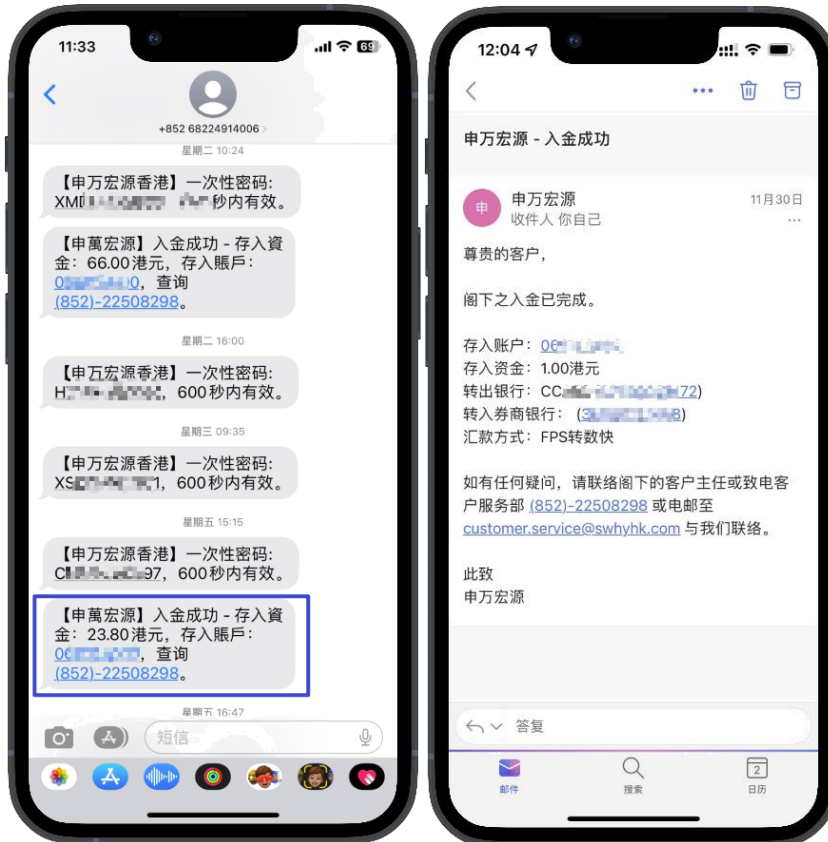 11:33
69
+852 68224914006
星期二 10:24
【申万宏源香港】一次性密码:
XM 秒内有效。
【申萬宏源】入金成功 - 存入資
金：66.00港元，存入賬戶：
0，查询
(852)-22508298。
星期二 16:00
【申万宏源香港】一次性密码:
H ，600秒内有效。
星期三 09:35
【申万宏源香港】一次性密码:
XS 1，600秒内有效。
星期五 15:15
【申万宏源香港】一次性密码:
C 97，600秒内有效。
【申萬宏源】入金成功 - 存入資
金：23.80港元，存入賬戶：
06 ，查询
(852)-22508298。
星期五 16:47
短信
12:04
申万宏源 - 入金成功
申
申万宏源
11月30日
收件人 你自己
尊贵的客户，
阁下之入金已完成。
存入账户：06
存入资金：1.00港元
转出银行：CC 72)
转入券商银行： (3 8)
汇款方式：FPS转数快
如有任何疑问，请联络阁下的客户主任或致电客
户服务部 (852)-22508298 或电邮至
customer.service@swhyhk.com 与我们联络。
此致
申万宏源
答复
邮件
搜索
2
日历